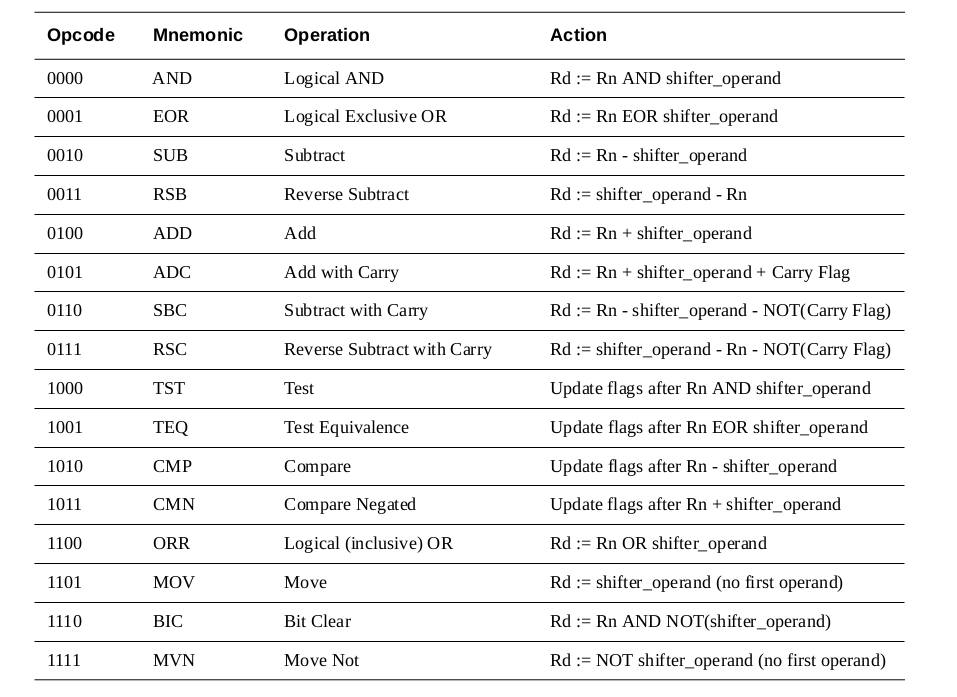 Opcode Mnemonic Operation Action
0000 AND Logical AND Rd := Rn AND shifter_operand
0001 EOR Logical Exclusive OR Rd := Rn EOR shifter_operand
0010 SUB Subtract Rd := Rn - shifter_operand
0011 RSB Reverse Subtract Rd := shifter_operand - Rn
0100 ADD Add Rd := Rn + shifter_operand
0101 ADC Add with Carry Rd := Rn + shifter_operand + Carry Flag
0110 SBC Subtract with Carry Rd := Rn - shifter_operand - NOT(Carry Flag)
0111 RSC Reverse Subtract with Carry Rd := shifter_operand - Rn - NOT(Carry Flag)
1000 TST Test Update flags after Rn AND shifter_operand
1001 TEQ Test Equivalence Update flags after Rn EOR shifter_operand
1010 CMP Compare Update flags after Rn - shifter_operand
1011 CMN Compare Negated Update flags after Rn + shifter_operand
1100 ORR Logical (inclusive) OR Rd := Rn OR shifter_operand
1101 MOV Move Rd := shifter_operand (no first operand)
1110 BIC Bit Clear Rd := Rn AND NOT(shifter_operand)
1111 MVN Move Not Rd := NOT shifter_operand (no first operand)